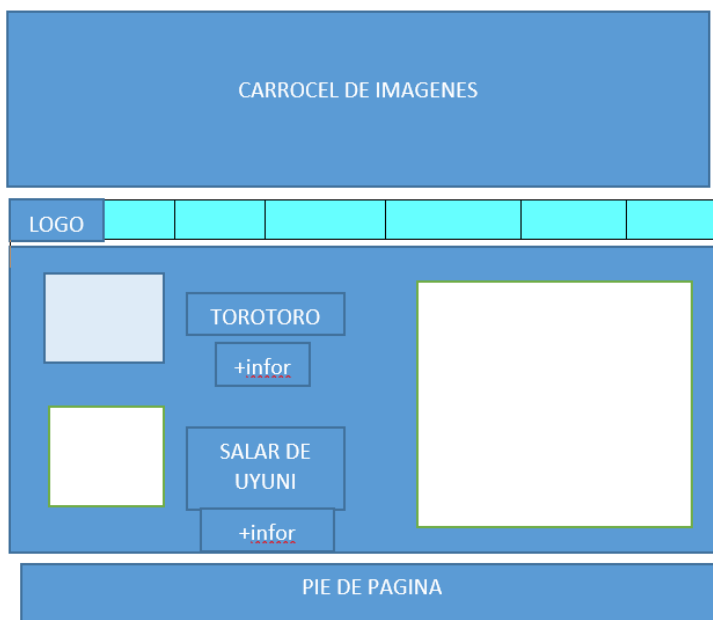 CARROCEL DE IMAGENES
LOGO
TOROTORO
+infor
SALAR DE
UYUNI
+infor
PIE DE PAGINA